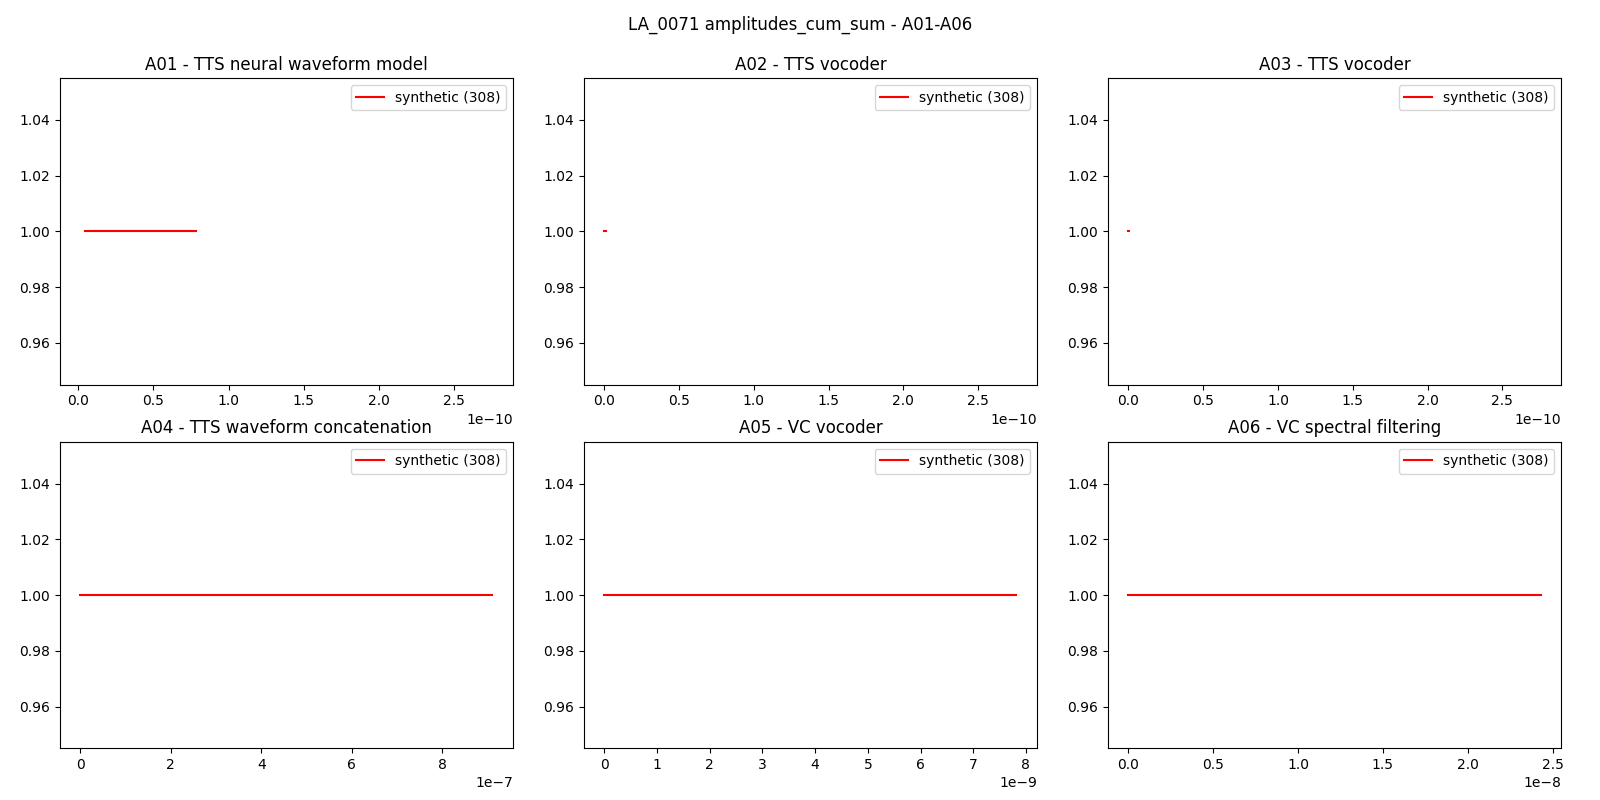 LA_0071 amplitudes_cum_sum - A01-A06
A01 - TTS neural waveform model
A02 - TTS vocoder
A03 - TTS vocoder
synthetic (308)
synthetic (308)
synthetic (308)
1.04
1.02
1.00
0.98
0.96
1.04
1.02
1.00
0.98
0.96
1.04
1.02
1.00
0.98
0.96
0.0 0.5 1.0 1.5 2.0 2.5
1e−10
0.0 0.5 1.0 1.5 2.0 2.5
1e−10
0.0 0.5 1.0 1.5 2.0 2.5
1e−10
A04 - TTS waveform concatenation
A05 - VC vocoder
A06 - VC spectral filtering
synthetic (308)
synthetic (308)
synthetic (308)
1.04
1.02
1.00
0.98
0.96
1.04
1.02
1.00
0.98
0.96
1.04
1.02
1.00
0.98
0.96
0 2 4 6 8
1e−7
0 1 2 3 4 5 6 7 8
1e−9
0.0 0.5 1.0 1.5 2.0 2.5
1e−8